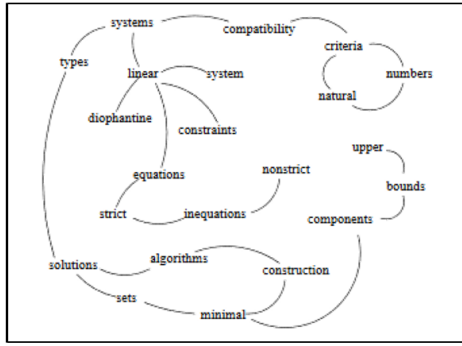 systems
compatibility
criteria
types
linear
system
numbers
natural
diophantine
constraints
upper
equations
nonstrict
bounds
strict
inequations
components
solutions
algorithms
construction
sets
minimal